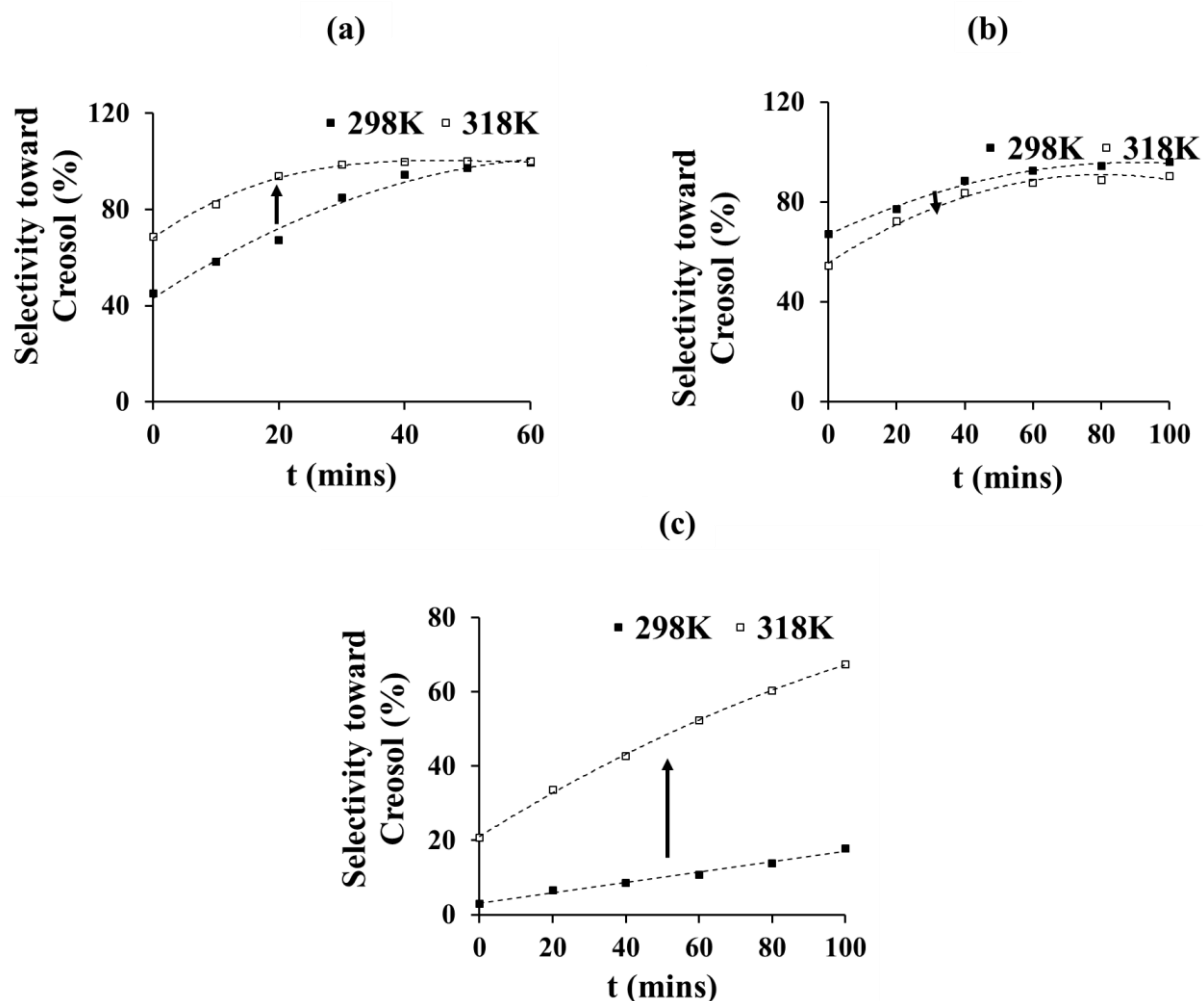 (a)
Selectivity toward
Creosol (%)
120
80
40
0
298K 318K
0 20 40 60
t (mins)
(b)
Selectivity toward
Creosol (%)
120
80
40
0
298K 318K
0 20 40 60 80 100
t (mins)
(c)
Selectivity toward
Creosol (%)
80
60
40
20
0
298K 318K
0 20 40 60 80 100
t (mins)